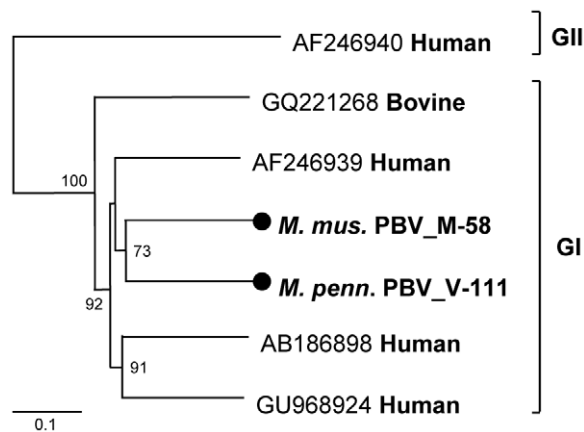 AF246940 Human
GII
GQ221268 Bovine
100
AF246939 Human
M. mus. PBV_M-58
73
GI
M. penn. PBV_V-111
92
AB186898 Human
91
GU968924 Human
0.1